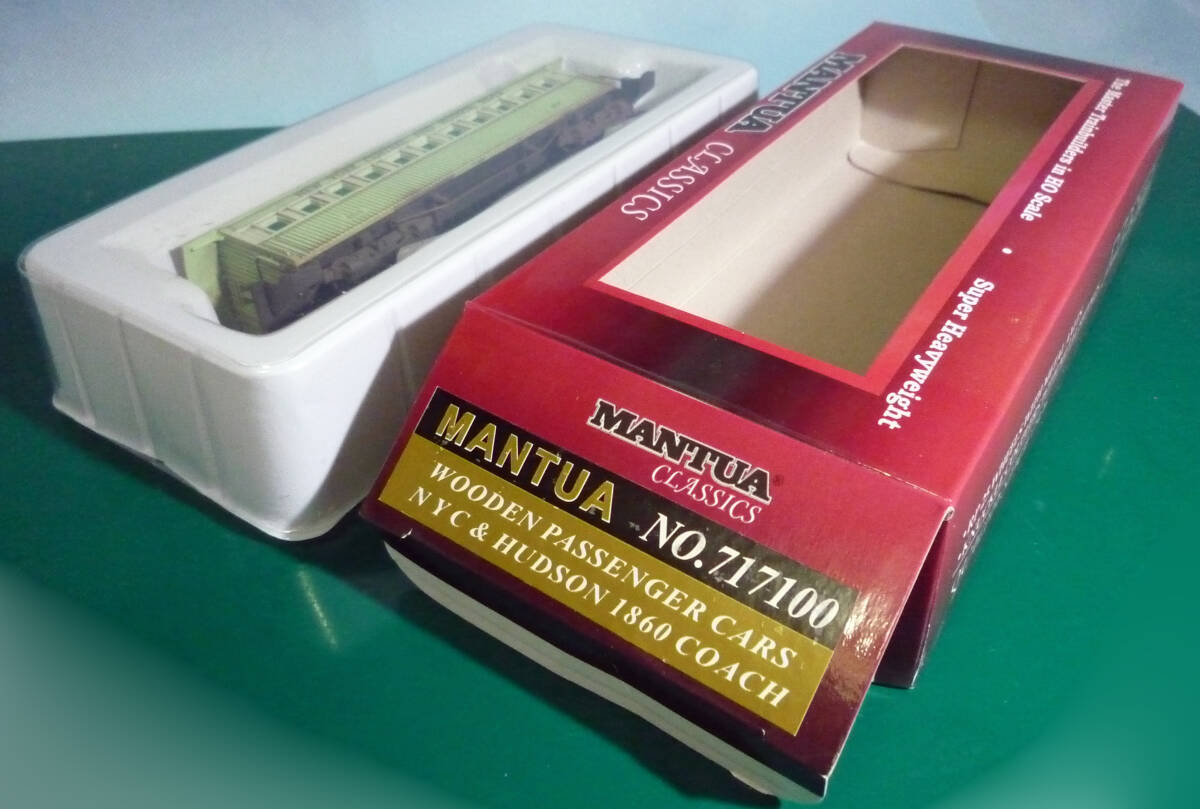 MANTUA CLASSICS
The Master Trainbuilders in HO Scale • Super Heavyweight
MANTUA®
CLASSICS
MANTUA NO.717100
WOODEN PASSENGER CARS
NYC & HUDSON 1860 COACH